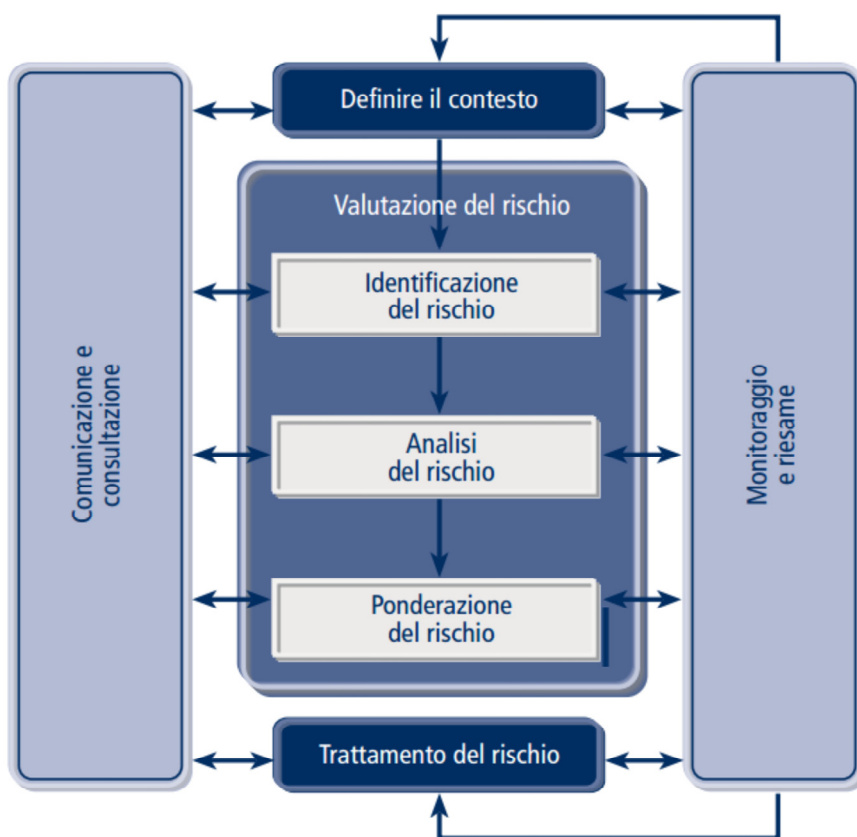 Definire il contesto
Valutazione del rischio
Identificazione
del rischio
Analisi
del rischio
Ponderazione
del rischio
Trattamento del rischio
Comunicazione e
consultazione
Monitoraggio
e riesame